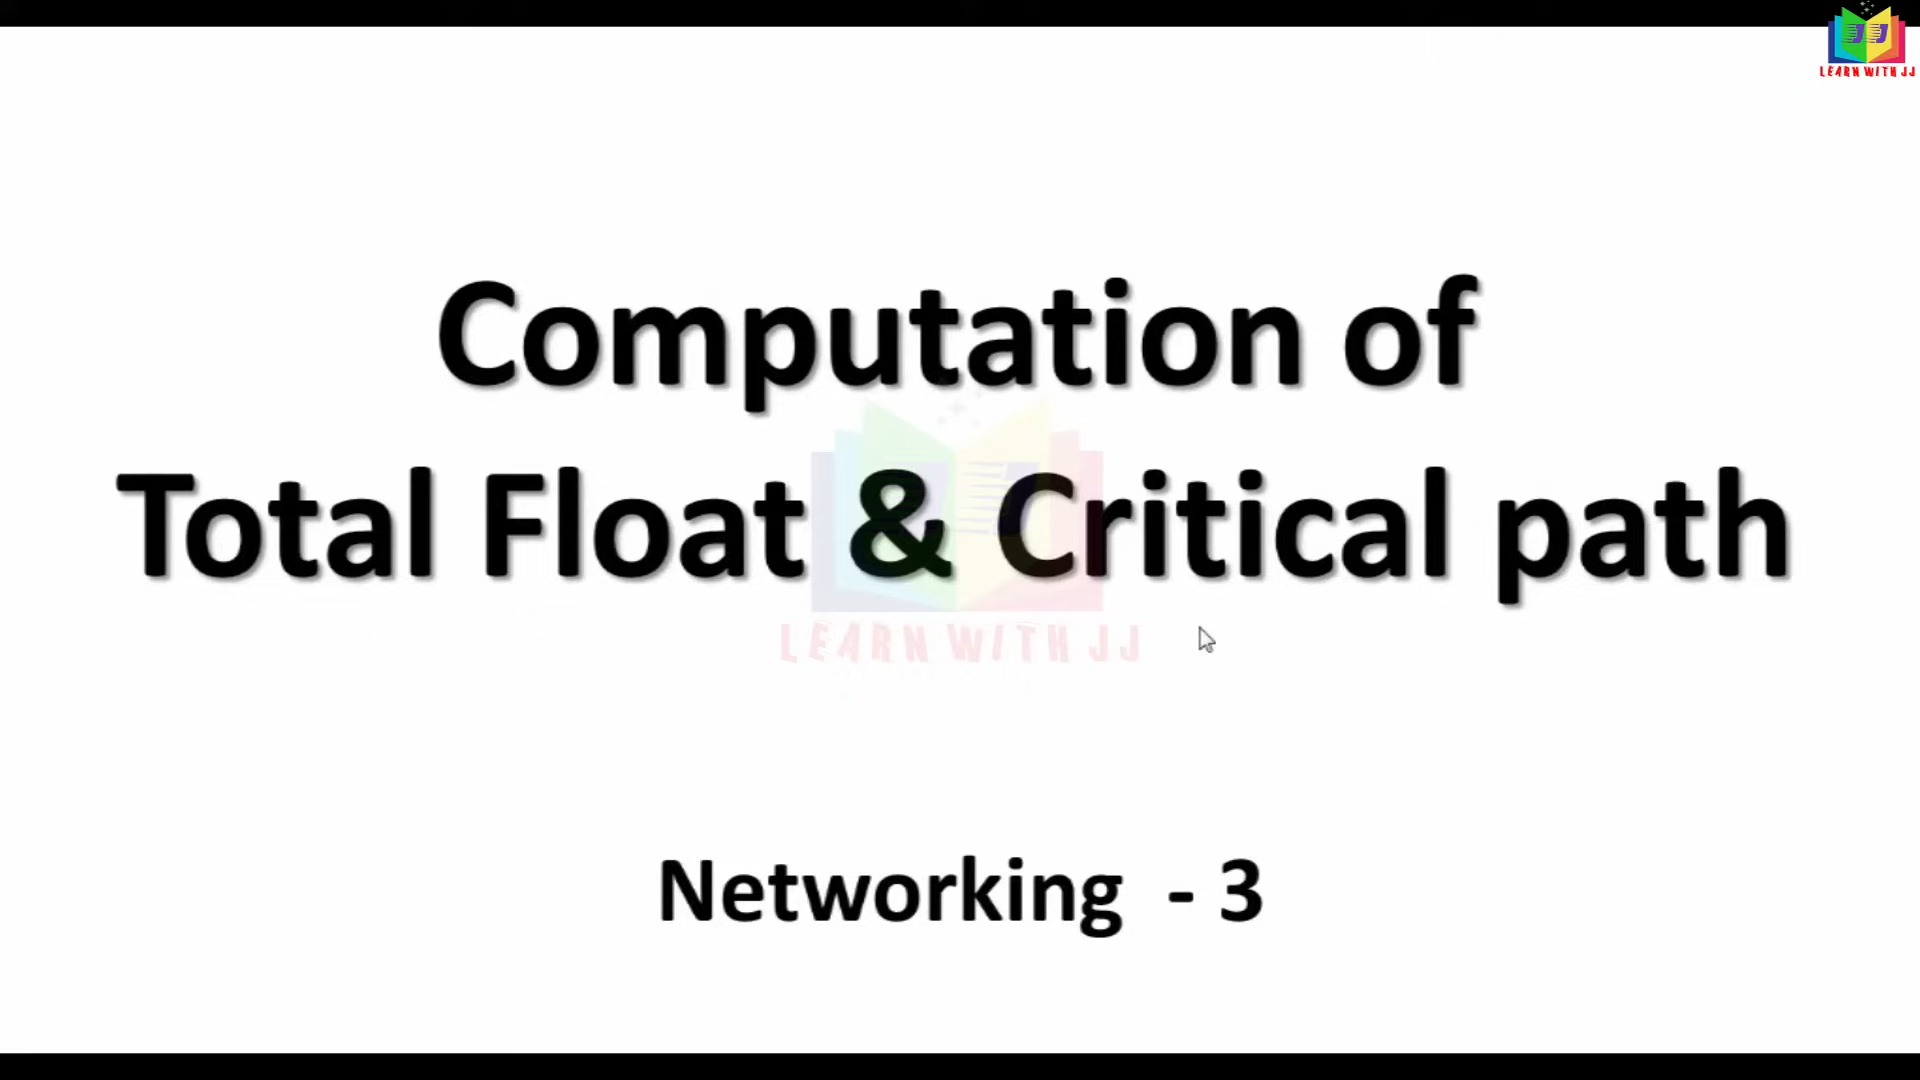 LEARN WITH JJ
Computation of
Total Float & Critical path
LEARN WITH JJ
Networking - 3